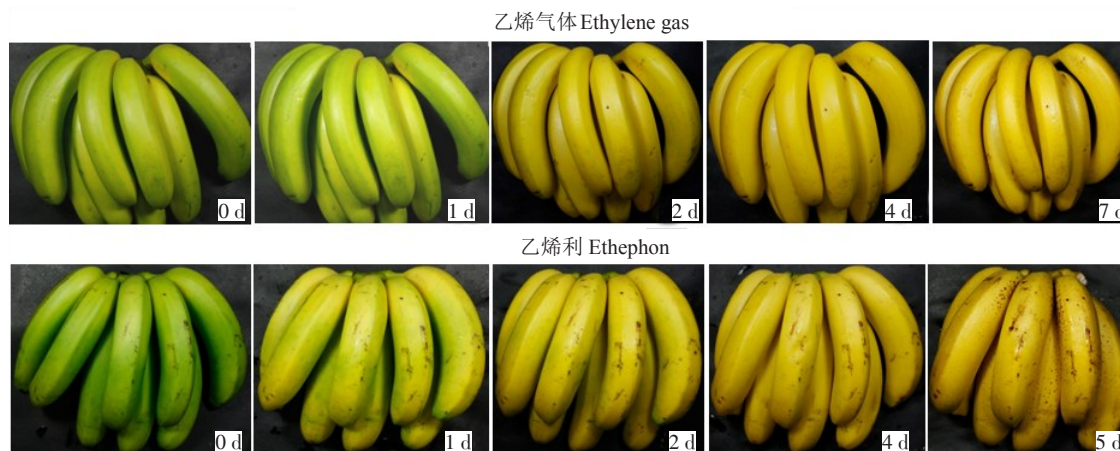 乙烯气体 Ethylene gas
0 d
1 d
2 d
4 d
7 d
乙烯利 Ethephon
0 d
1 d
2 d
4 d
5 d